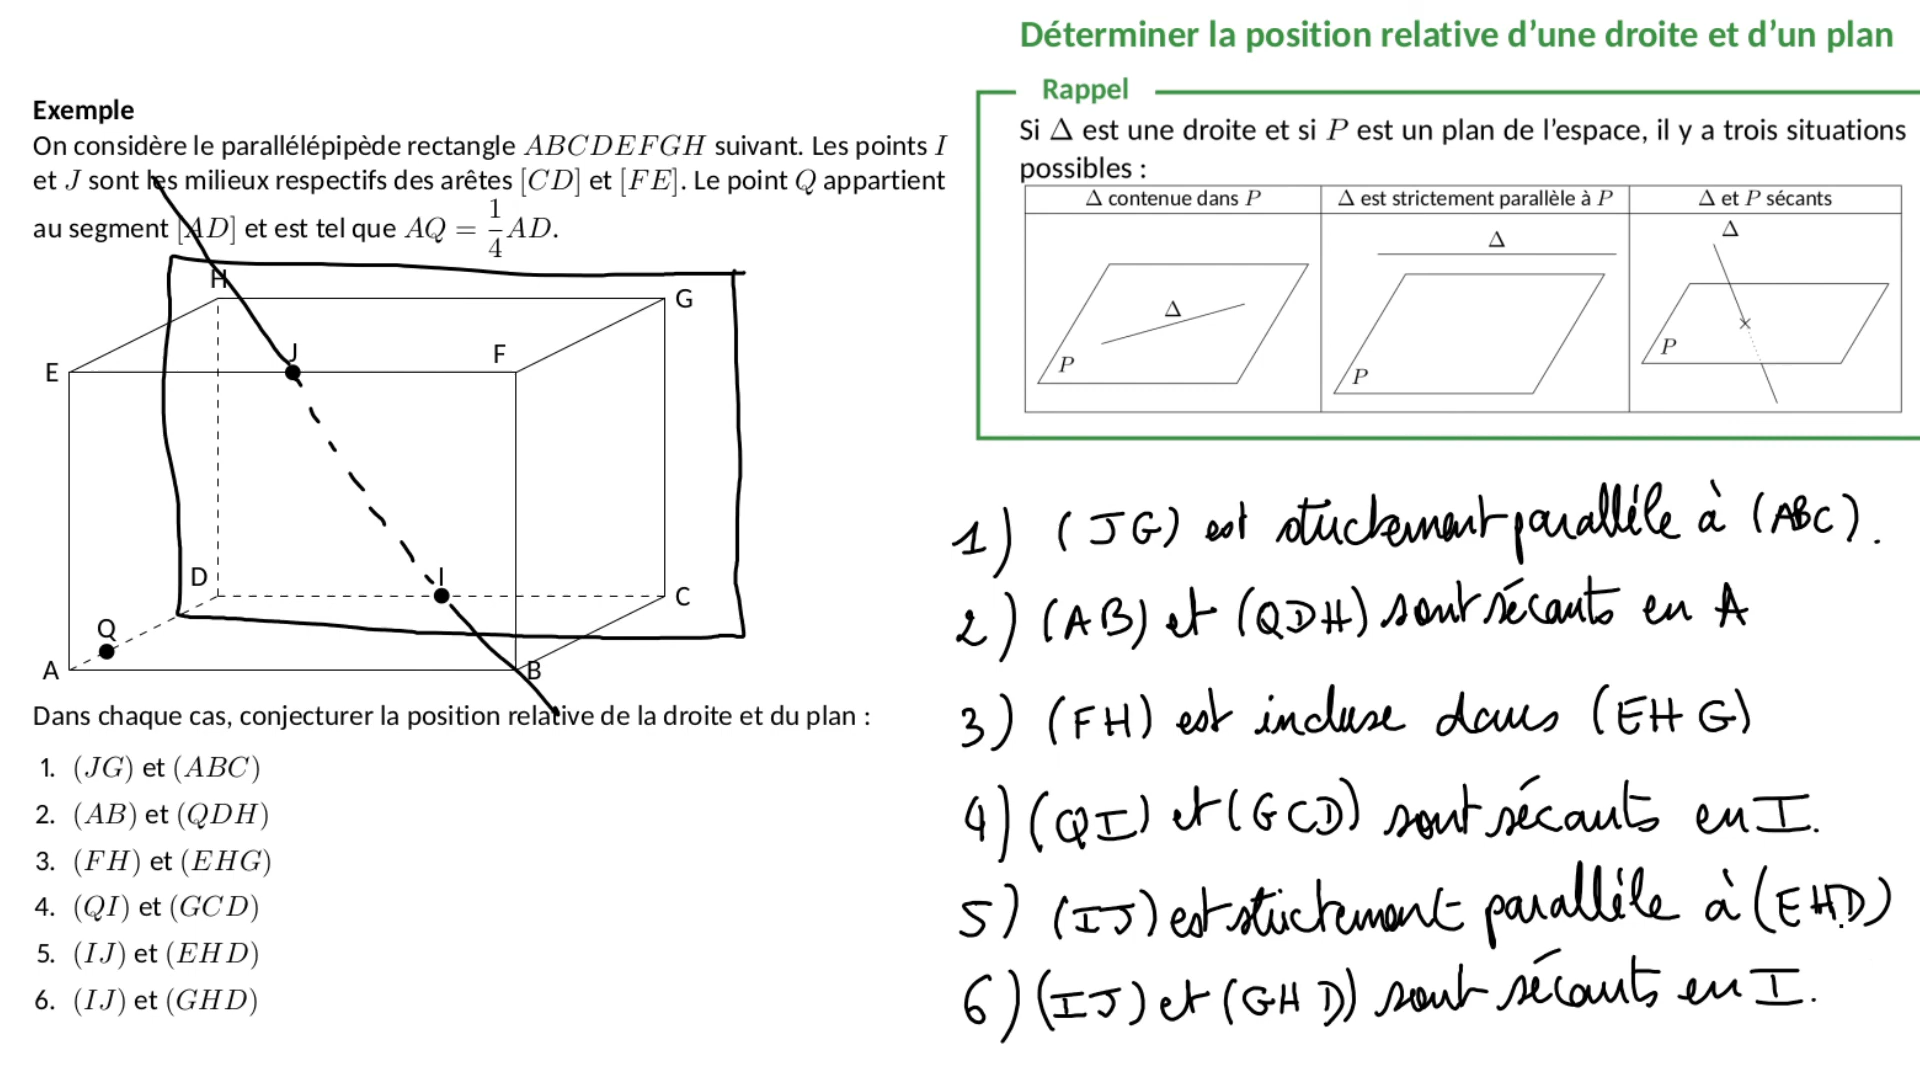 Déterminer la position relative d’une droite et d’un plan
Rappel
Si Δ est une droite et si P est un plan de l’espace, il y a trois situations
possibles :
Δ contenue dans P
Δ est strictement parallèle à P
Δ et P sécants
Δ
P
Δ
P
Δ
P
Exemple
On considère le parallélépipède rectangle ABCDEFGH suivant. Les points I
et J sont les milieux respectifs des arêtes [CD] et [FE]. Le point Q appartient
au segment [AD] et est tel que AQ = 1/4 AD.
H
G
J
F
E
D
I
C
Q
A
B
Dans chaque cas, conjecturer la position relative de la droite et du plan :
1. (JG) et (ABC)
2. (AB) et (QDH)
3. (FH) et (EHG)
4. (QI) et (GCD)
5. (IJ) et (EHD)
6. (IJ) et (GHD)
1) (JG) est strictement parallèle à (ABC).
2) (AB) et (QDH) sont sécants en A
3) (FH) est incluse dans (EHG)
4) (QI) et (GCD) sont sécants en I.
5) (IJ) est strictement parallèle à (EHD)
6) (IJ) et (GHD) sont sécants en I.